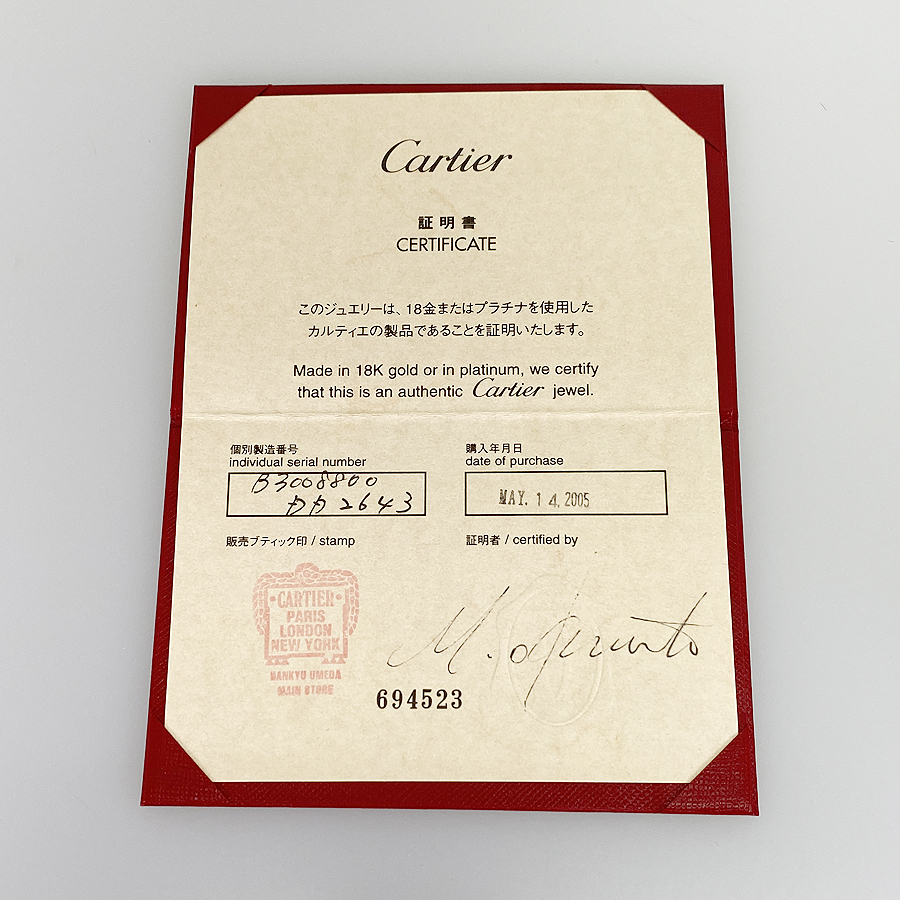 Cartier
証明書
CERTIFICATE
このジュエリーは、18金またはプラチナを使用した
カルティエの製品であることを証明いたします。
Made in 18K gold or in platinum, we certify
that this is an authentic Cartier jewel.
個別製造番号
individual serial number
B3008800
DD2643
購入年月日
date of purchase
MAY. 14, 2005
販売ブティック印 / stamp
証明者 / certified by
CARTIER
PARIS
LONDON
NEW YORK
HANKYU UMEDA
MAIN STORE
M.
694523